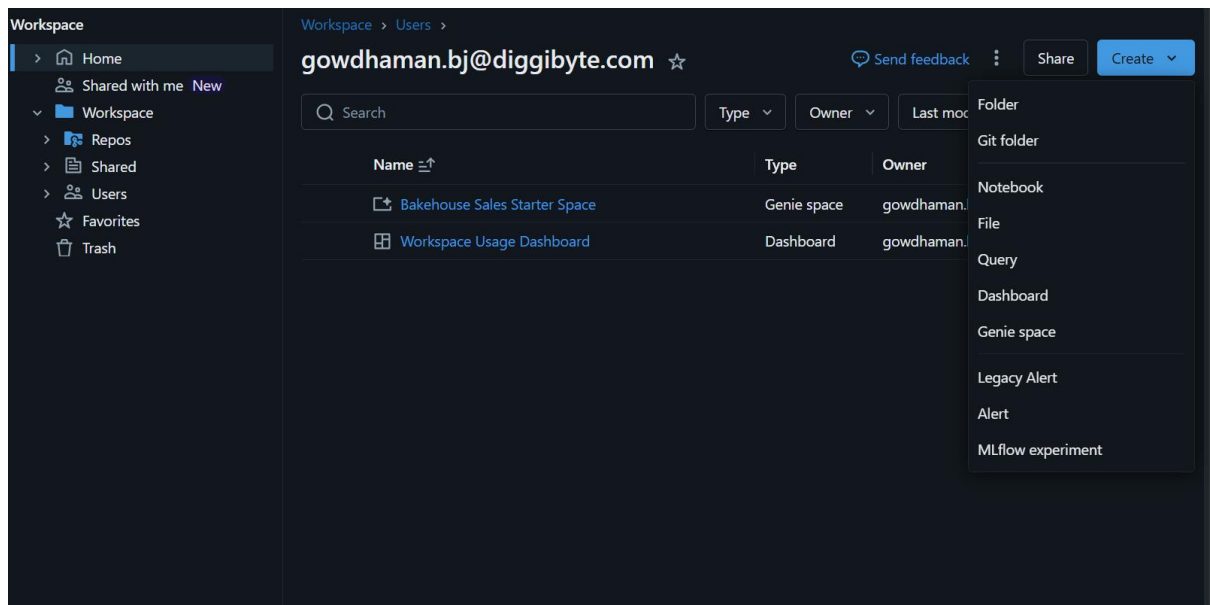 Workspace
Home
Shared with me New
Workspace
Repos
Shared
Users
Favorites
Trash
Workspace › Users ›
gowdhaman.bj@diggibyte.com
Send feedback
Share
Create
Search
Type
Owner
Last mod
Name Type Owner
Bakehouse Sales Starter Space Genie space gowdhaman.
Workspace Usage Dashboard Dashboard gowdhaman.
Folder
Git folder
Notebook
File
Query
Dashboard
Genie space
Legacy Alert
Alert
MLflow experiment